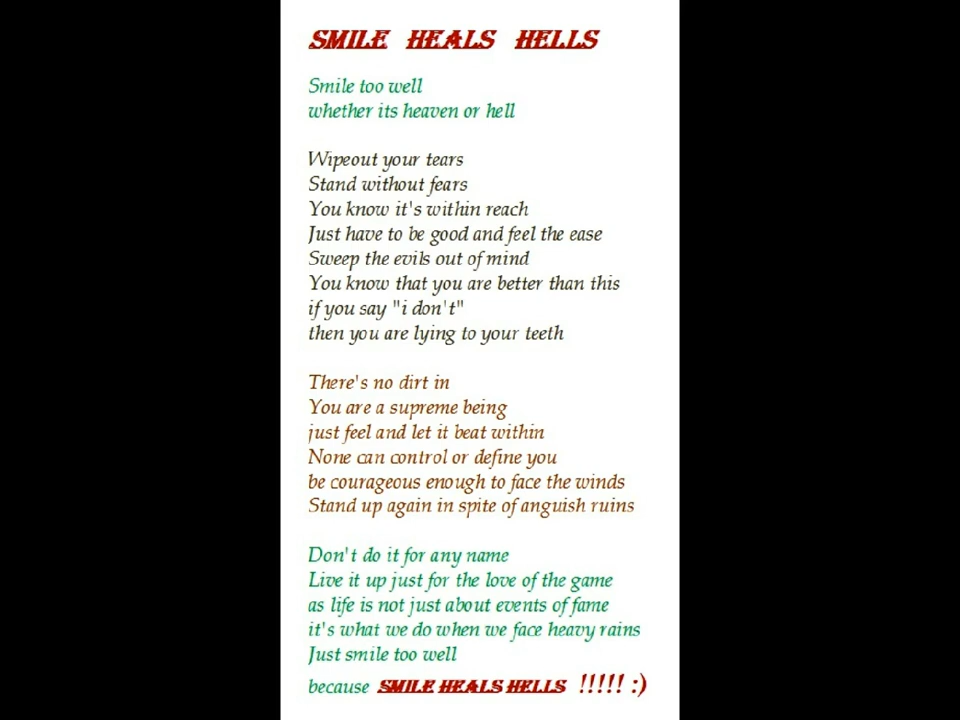 SMILE HEALS HELLS
Smile too well
whether its heaven or hell
Wipeout your tears
Stand without fears
You know it's within reach
Just have to be good and feel the ease
Sweep the evils out of mind
You know that you are better than this
if you say "i don't"
then you are lying to your teeth
There's no dirt in
You are a supreme being
just feel and let it beat within
None can control or define you
be courageous enough to face the winds
Stand up again in spite of anguish ruins
Don't do it for any name
Live it up just for the love of the game
as life is not just about events of fame
it's what we do when we face heavy rains
Just smile too well
because SMILE HEALS HELLS !!!!! :)